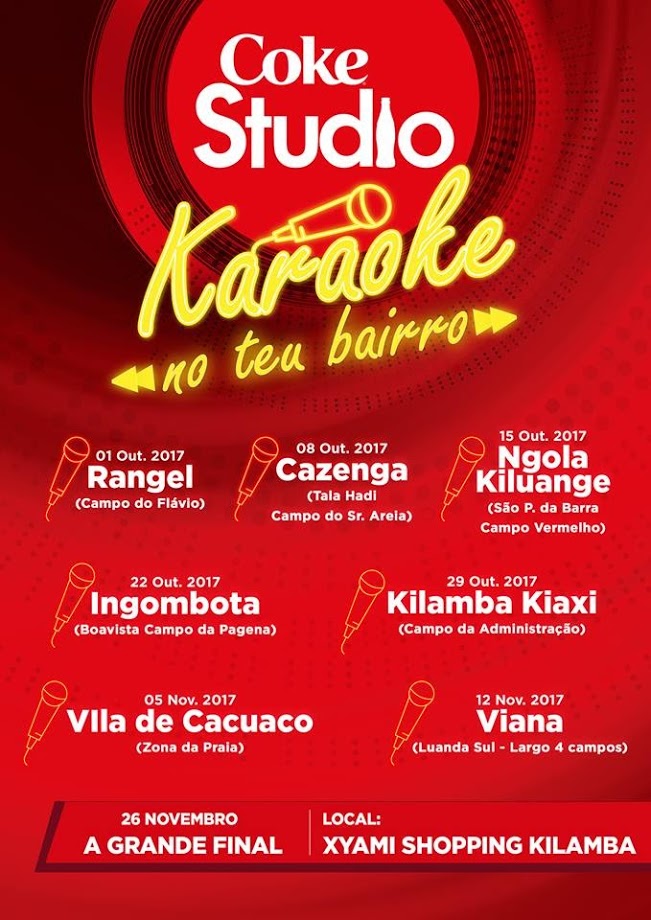 Coke
Studio
Karaoke
no teu bairro
01 Out. 2017
Rangel
(Campo do Flávio)
08 Out. 2017
Cazenga
(Tala Hadi
Campo do Sr. Areia)
15 Out. 2017
Ngola
Kiluange
(São P. da Barra
Campo Vermelho)
22 Out. 2017
Ingombota
(Boavista Campo da Pagena)
29 Out. 2017
Kilamba Kiaxi
(Campo da Administração)
05 Nov. 2017
VIla de Cacuaco
(Zona da Praia)
12 Nov. 2017
Viana
(Luanda Sul - Largo 4 campos)
26 NOVEMBRO
A GRANDE FINAL
LOCAL:
XYAMI SHOPPING KILAMBA